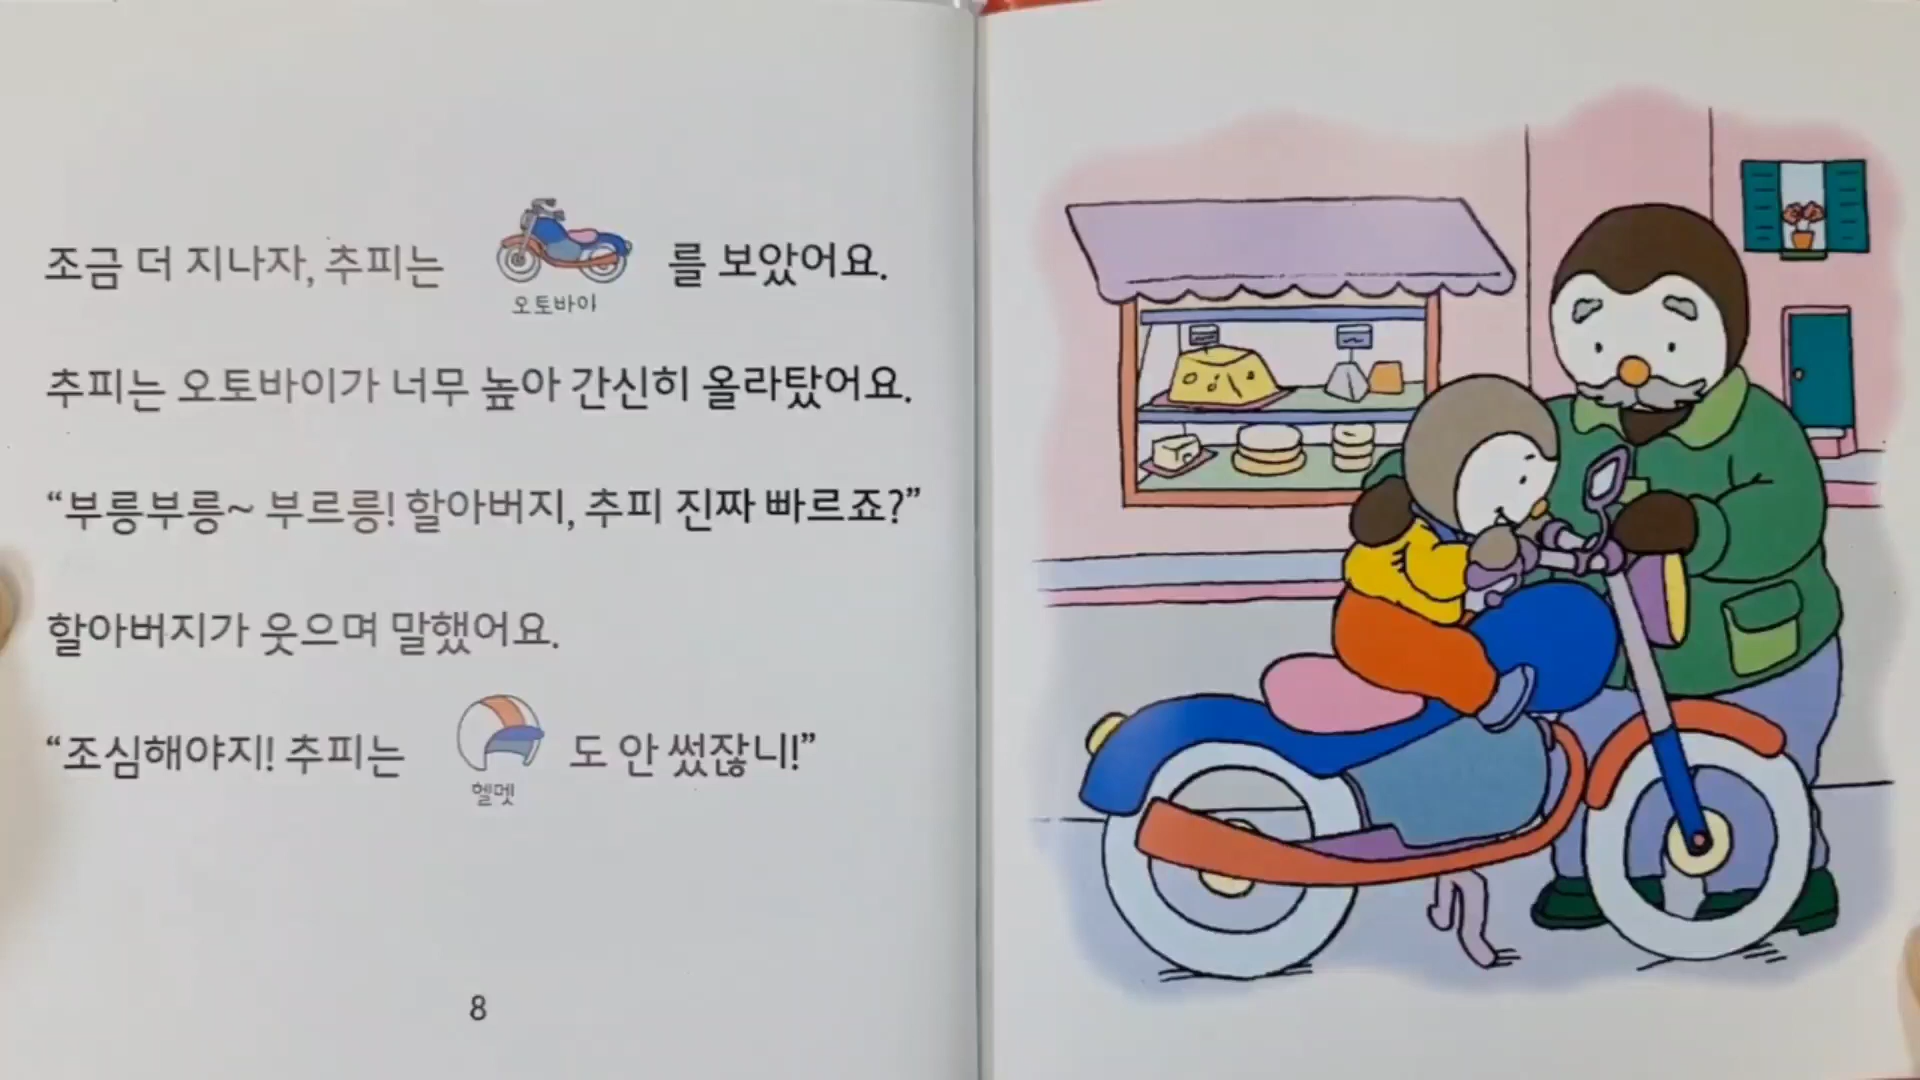 조금 더 지나자, 추피는 오토바이 를 보았어요.
추피는 오토바이가 너무 높아 간신히 올라탔어요.
“부릉부릉~ 부르릉! 할아버지, 추피 진짜 빠르죠?”
할아버지가 웃으며 말했어요.
“조심해야지! 추피는 헬멧 도 안 썼잖니!”
8